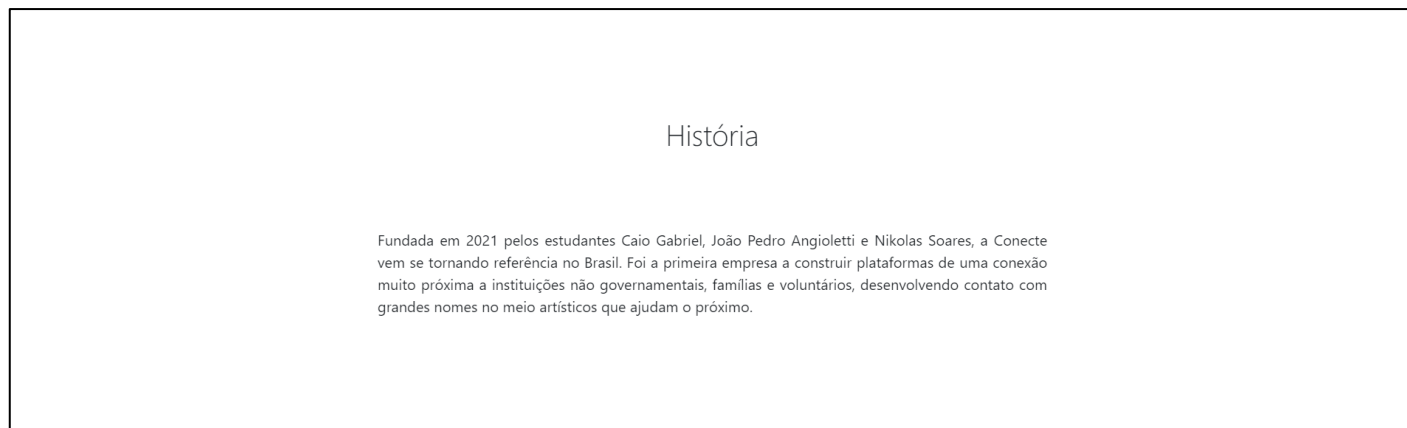 História
Fundada em 2021 pelos estudantes Caio Gabriel, João Pedro Angioletti e Nikolas Soares, a Conecte
vem se tornando referência no Brasil. Foi a primeira empresa a construir plataformas de uma conexão
muito próxima a instituições não governamentais, famílias e voluntários, desenvolvendo contato com
grandes nomes no meio artísticos que ajudam o próximo.